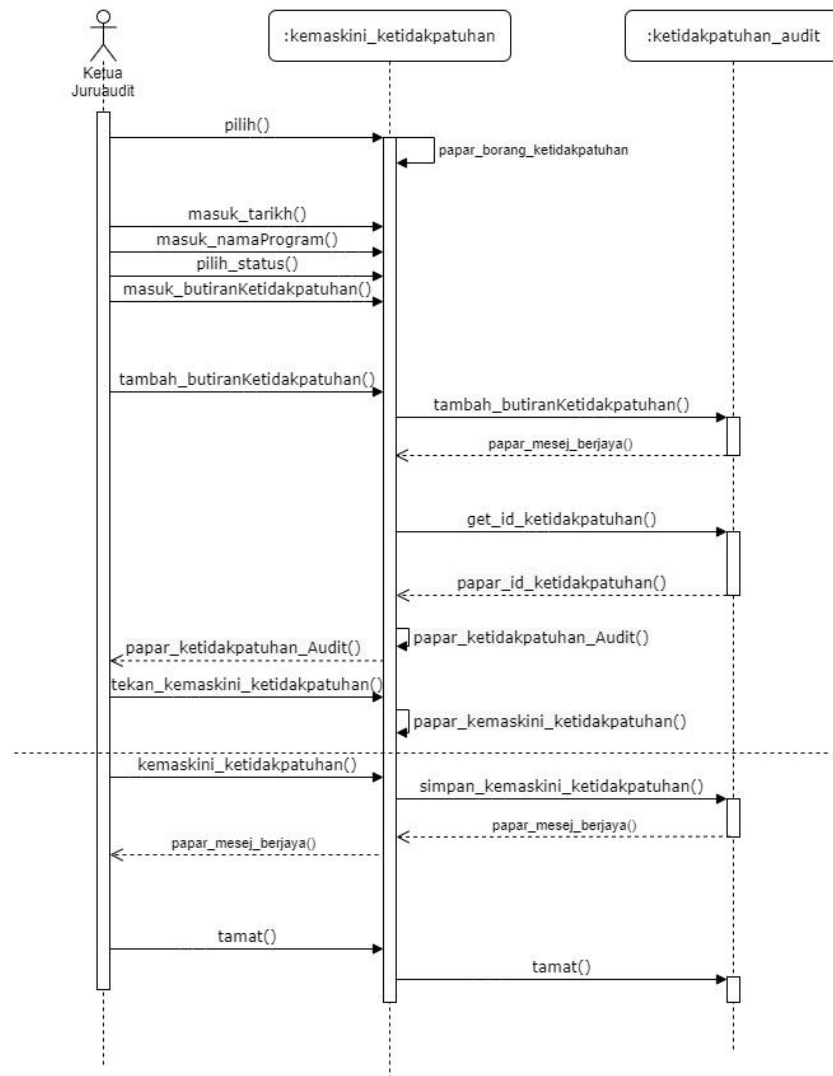 :kemaskini_ketidakpatuhan
:ketidakpatuhan_audit
Ketua
Juruaudit
pilih()
papar_borang_ketidakpatuhan
masuk_tarikh()
masuk_namaProgram()
pilih_status()
masuk_butiranKetidakpatuhan()
tambah_butiranKetidakpatuhan()
tambah_butiranKetidakpatuhan()
papar_mesej_berjaya()
get_id_ketidakpatuhan()
papar_id_ketidakpatuhan()
papar_ketidakpatuhan_Audit()
papar_ketidakpatuhan_Audit()
tekan_kemaskini_ketidakpatuhan()
papar_kemaskini_ketidakpatuhan()
kemaskini_ketidakpatuhan()
simpan_kemaskini_ketidakpatuhan()
papar_mesej_berjaya()
papar_mesej_berjaya()
tamat()
tamat()